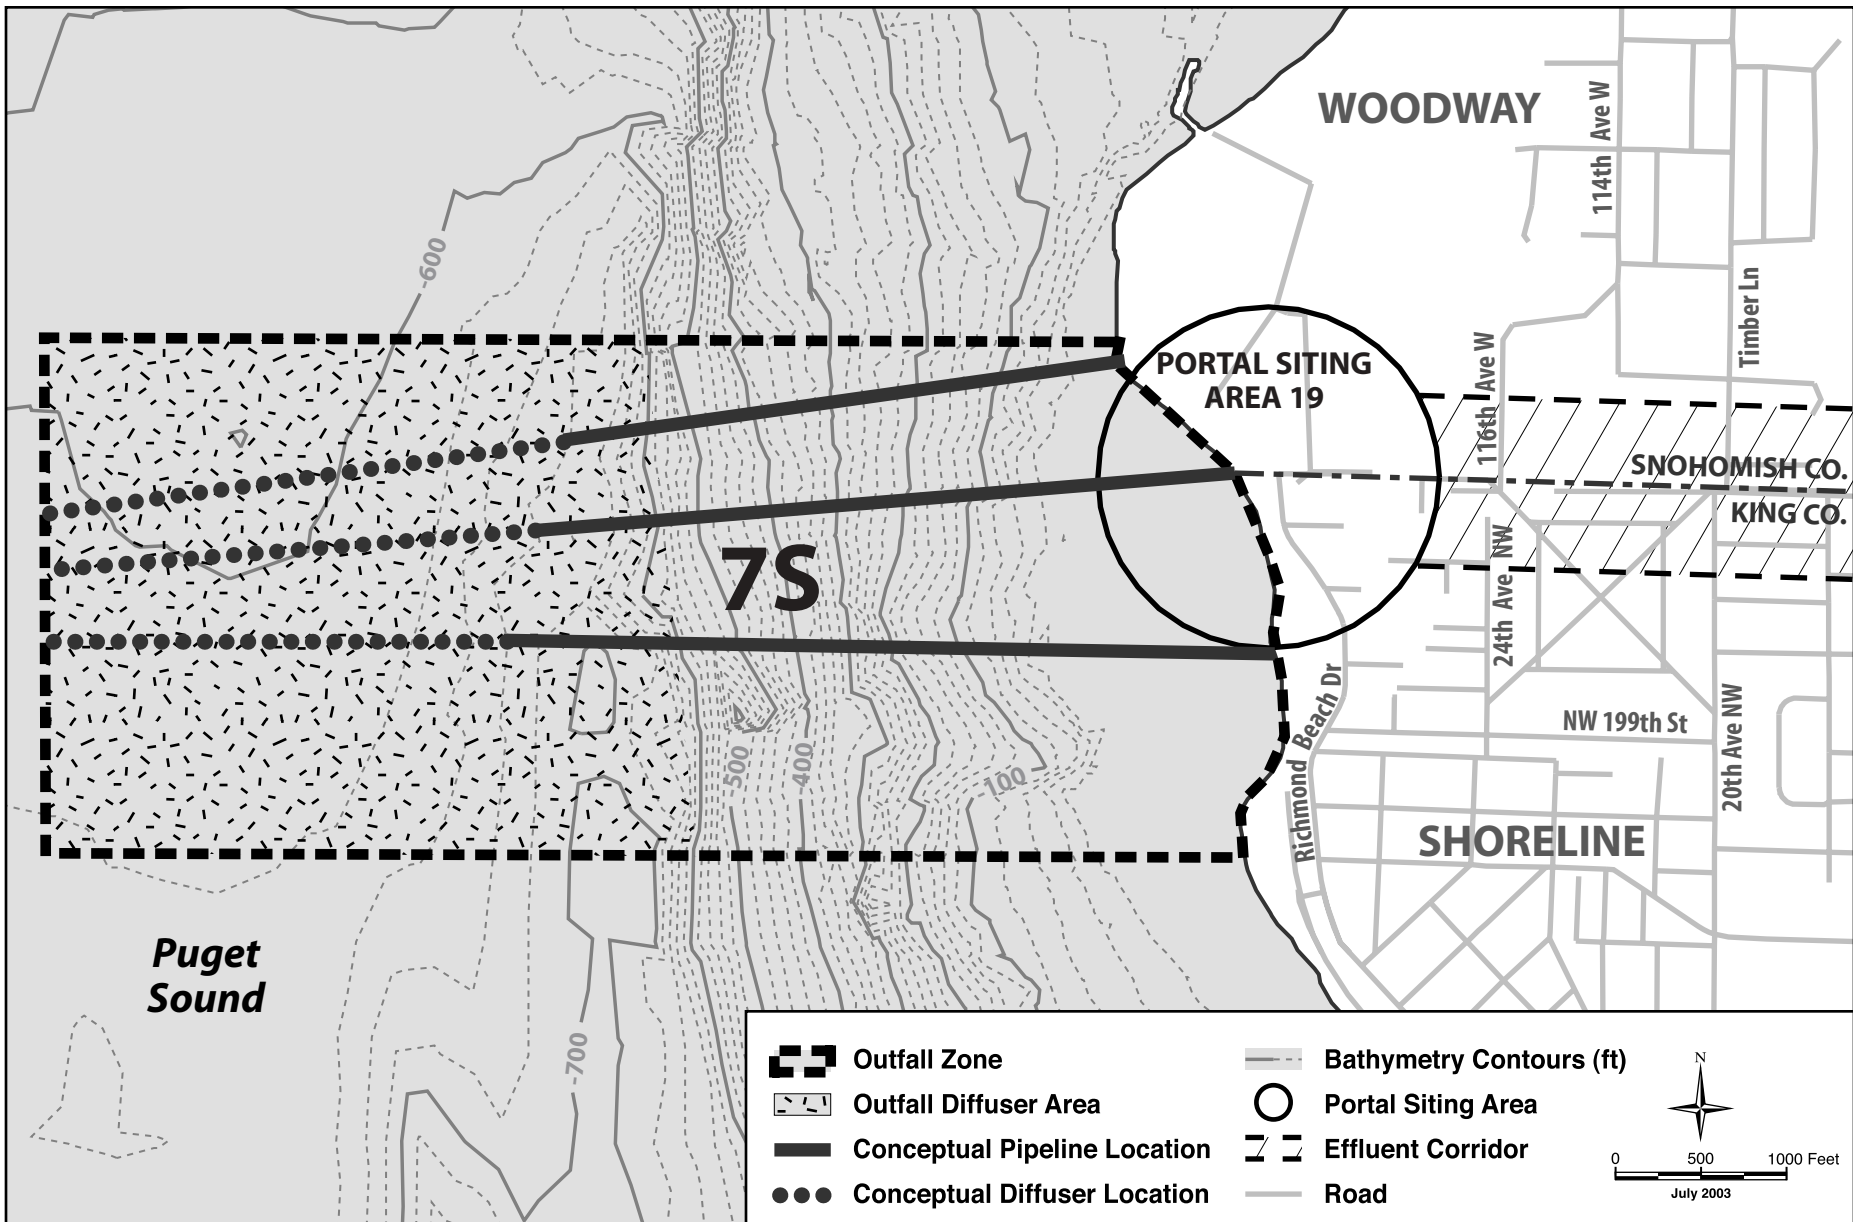 WOODWAY
114th Ave W
-600
Timber Ln
PORTAL SITING
AREA 19
116th Ave W
SNOHOMISH CO.
KING CO.
7S
24th Ave NW
Richmond Beach Dr
NW 199th St
20th Ave NW
-500
-400
-100
SHORELINE
Puget
Sound
-700
Outfall Zone
Outfall Diffuser Area
Conceptual Pipeline Location
Conceptual Diffuser Location
Bathymetry Contours (ft)
Portal Siting Area
Effluent Corridor
Road
N
0 500 1000 Feet
July 2003